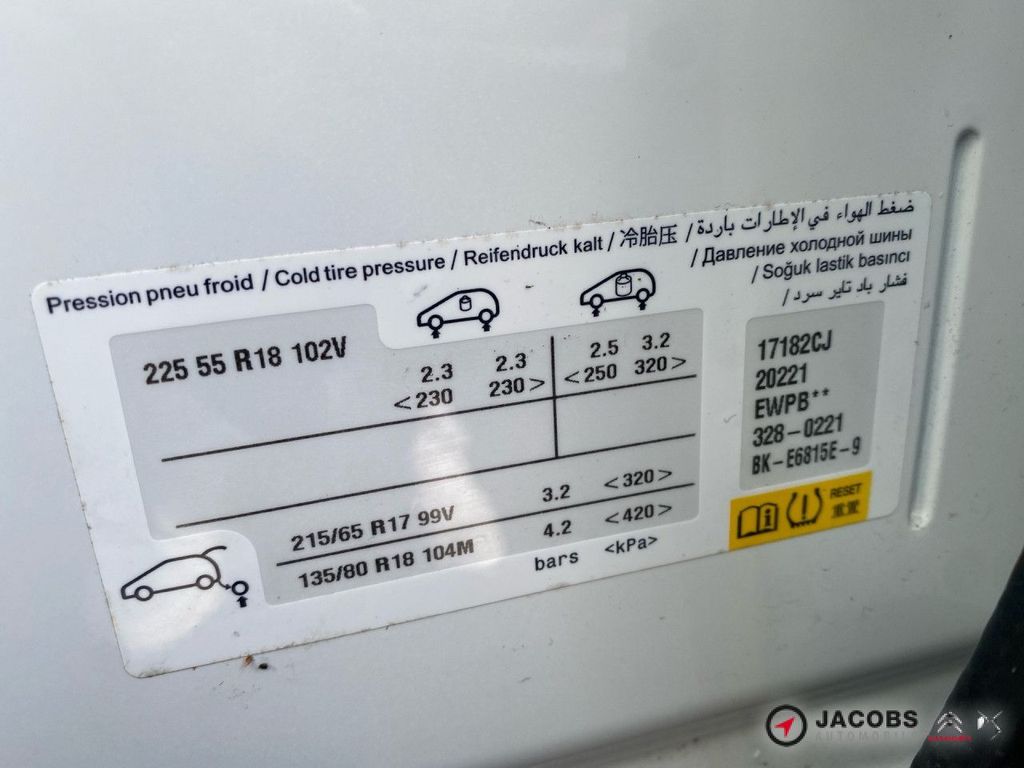 Pression pneu froid / Cold tire pressure / Reifendruck kalt / 冷胎压 / ضغط الهواء في الإطارات باردة
/ Давление холодной шины
/ Soğuk lastik basıncı
/ فشار باد تایر سرد
225 55 R18 102V
2.3 2.3 2.5 3.2
<230 230> <250 320>
215/65 R17 99V 3.2 <320>
135/80 R18 104M 4.2 <420>
bars <kPa>
17182CJ
20221
EWPB**
328-0221
BK-E6815E-9
RESET
重置
JACOBS